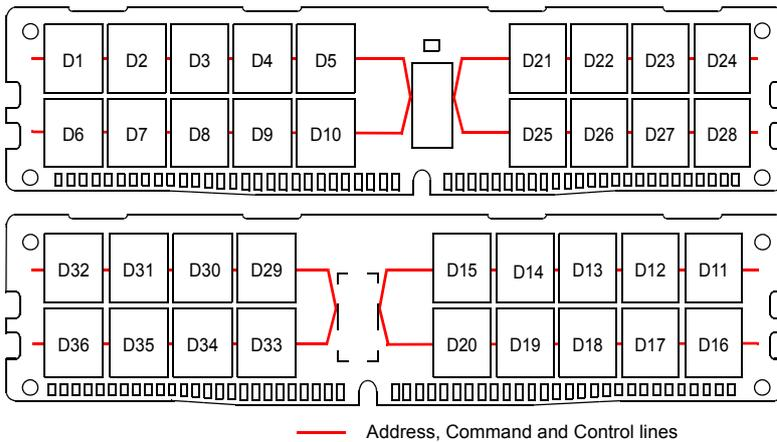 D1 D2 D3 D4 D5 D21 D22 D23 D24
D6 D7 D8 D9 D10 D25 D26 D27 D28
D32 D31 D30 D29 D15 D14 D13 D12 D11
D36 D35 D34 D33 D20 D19 D18 D17 D16
Address, Command and Control lines